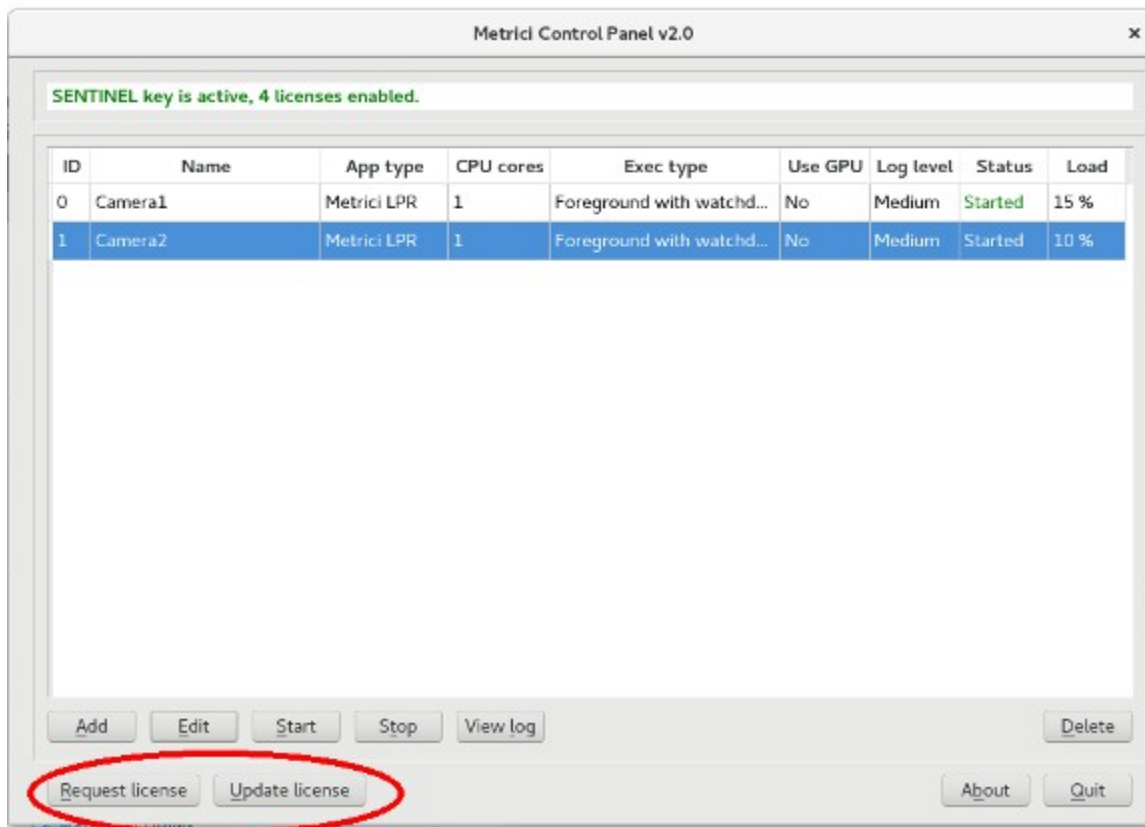 Metrici Control Panel v2.0 ×
SENTINEL key is active, 4 licenses enabled.
ID Name App type CPU cores Exec type Use GPU Log level Status Load
0 Camera1 Metrici LPR 1 Foreground with watchd... No Medium Started 15 %
1 Camera2 Metrici LPR 1 Foreground with watchd... No Medium Started 10 %
Add Edit Start Stop View log Delete
Request license Update license About Quit